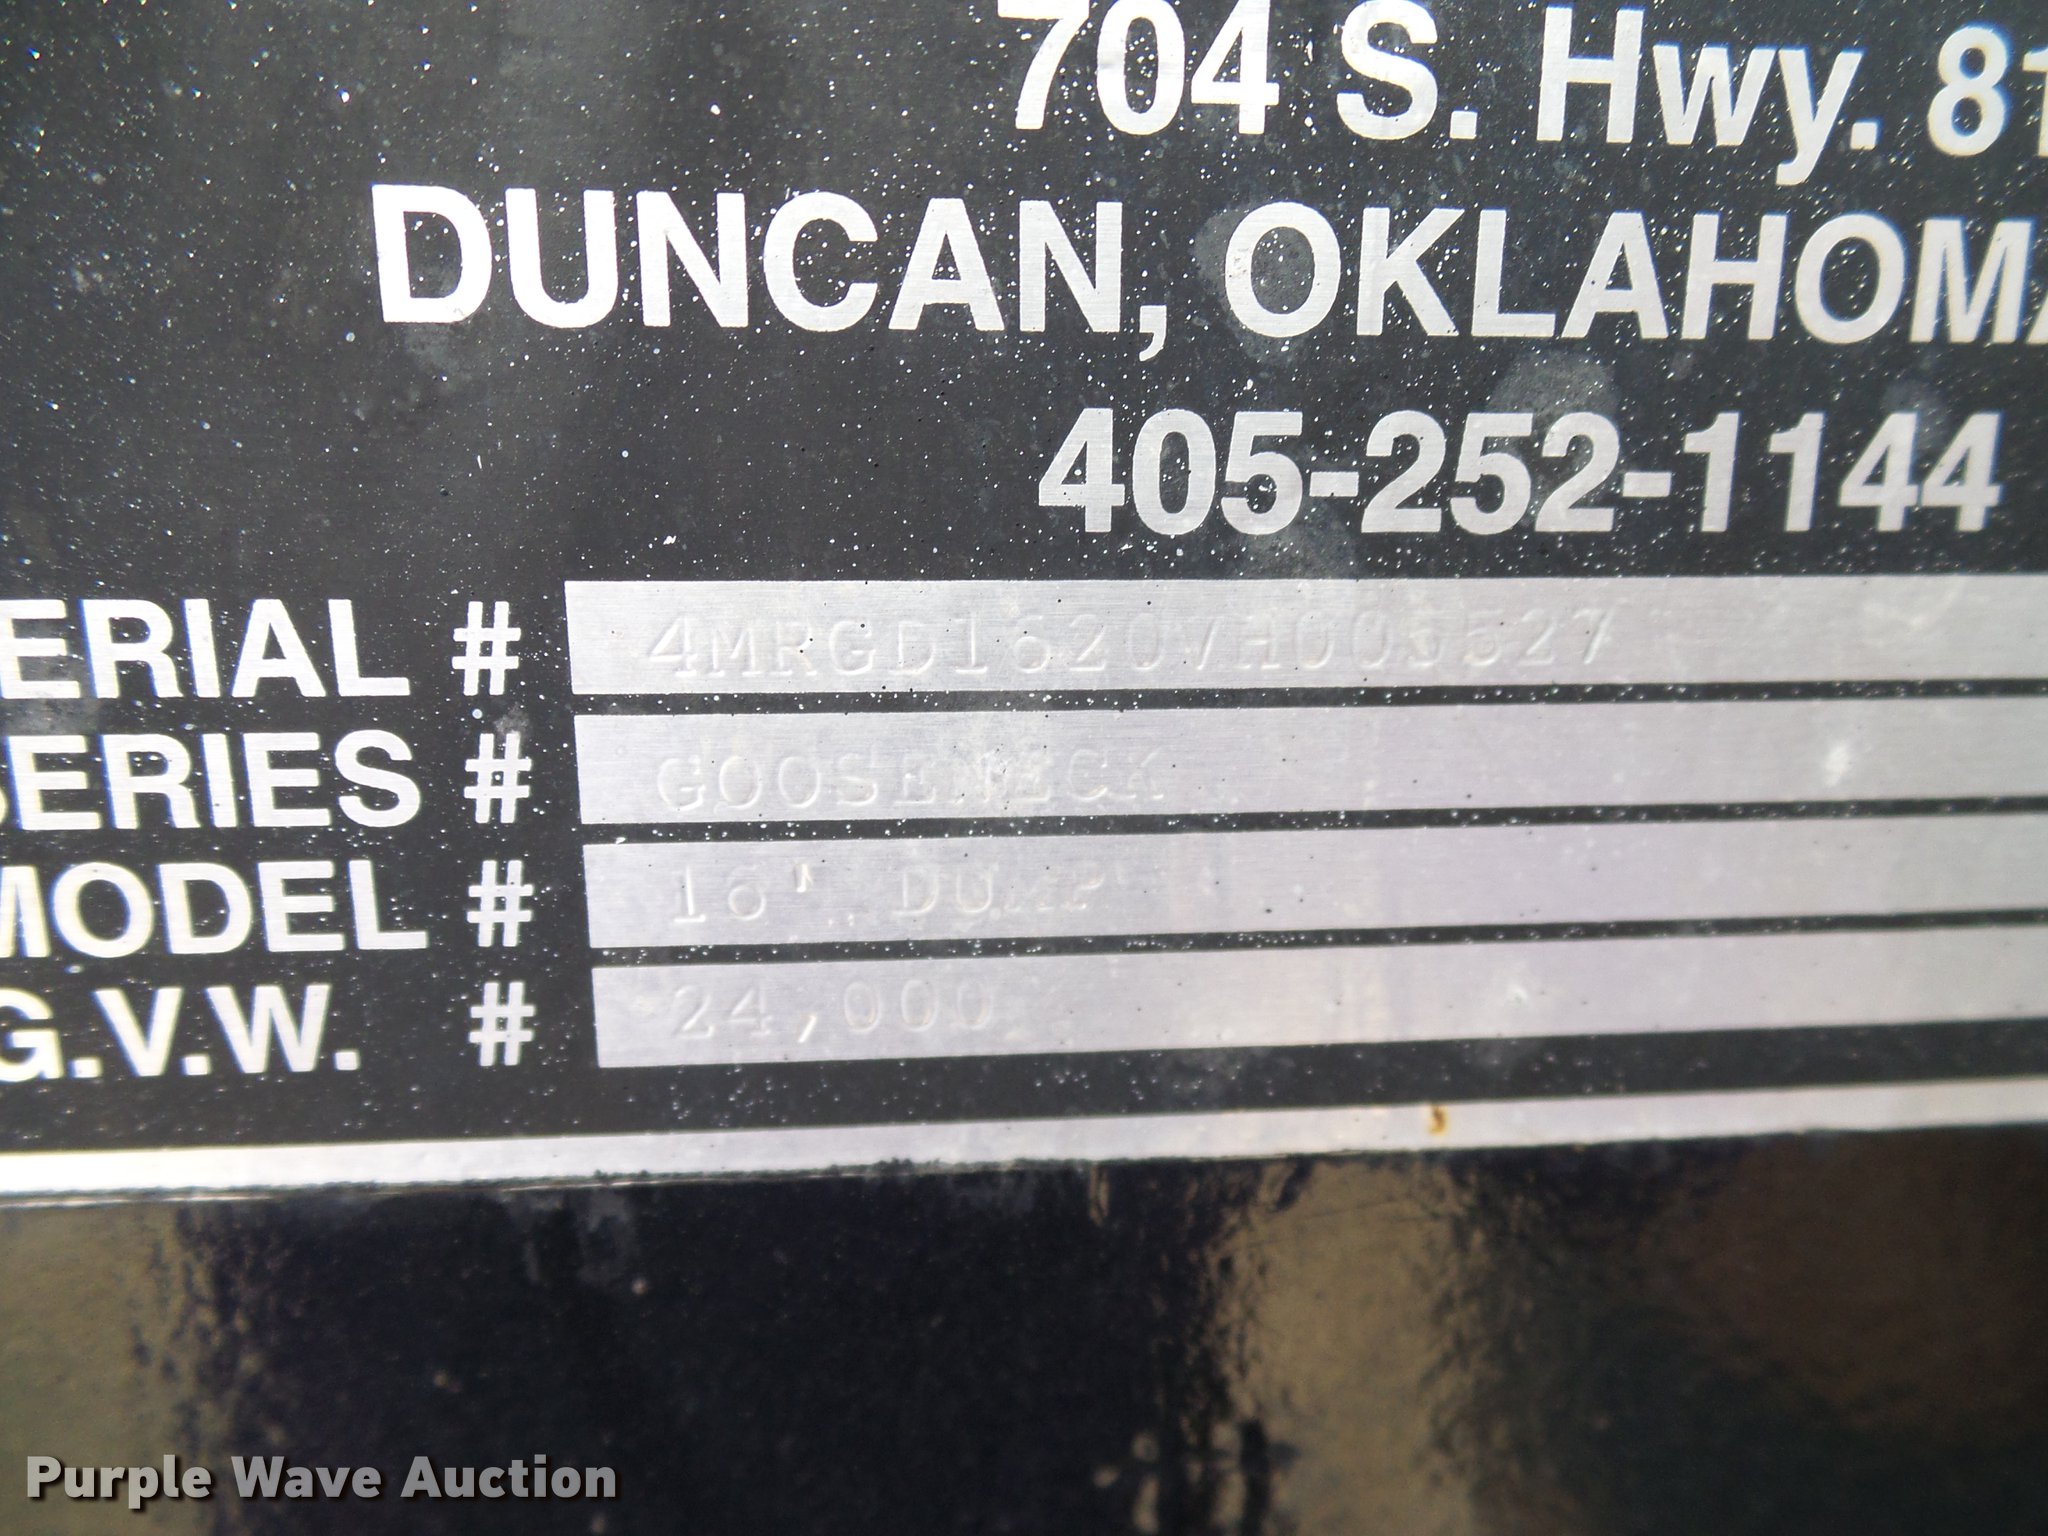 704 S. Hwy. 81
DUNCAN, OKLAHOMA
405-252-1144
ERIAL # 4MRGD1620VH005527
SERIES # GOOSENECK
MODEL # 16' DUMP
G.V.W. # 24,000
Purple Wave Auction